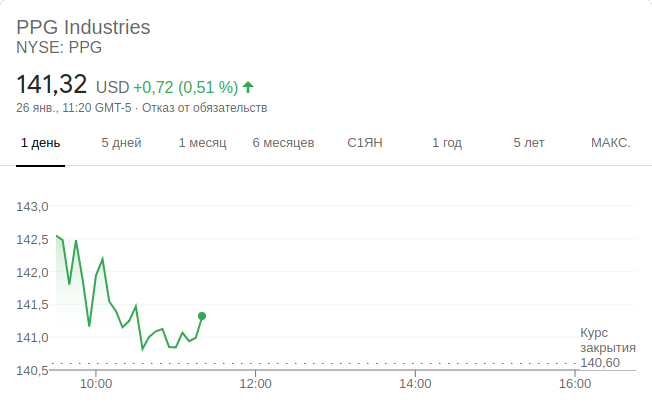 PPG Industries
NYSE: PPG
141,32 USD +0,72 (0,51 %)
26 янв., 11:20 GMT-5 · Отказ от обязательств
1 день 5 дней 1 месяц 6 месяцев С1ЯН 1 год 5 лет МАКС.
143,0
142,5
142,0
141,5
141,0
140,5
Курс
закрытия
140,60
10:00 12:00 14:00 16:00